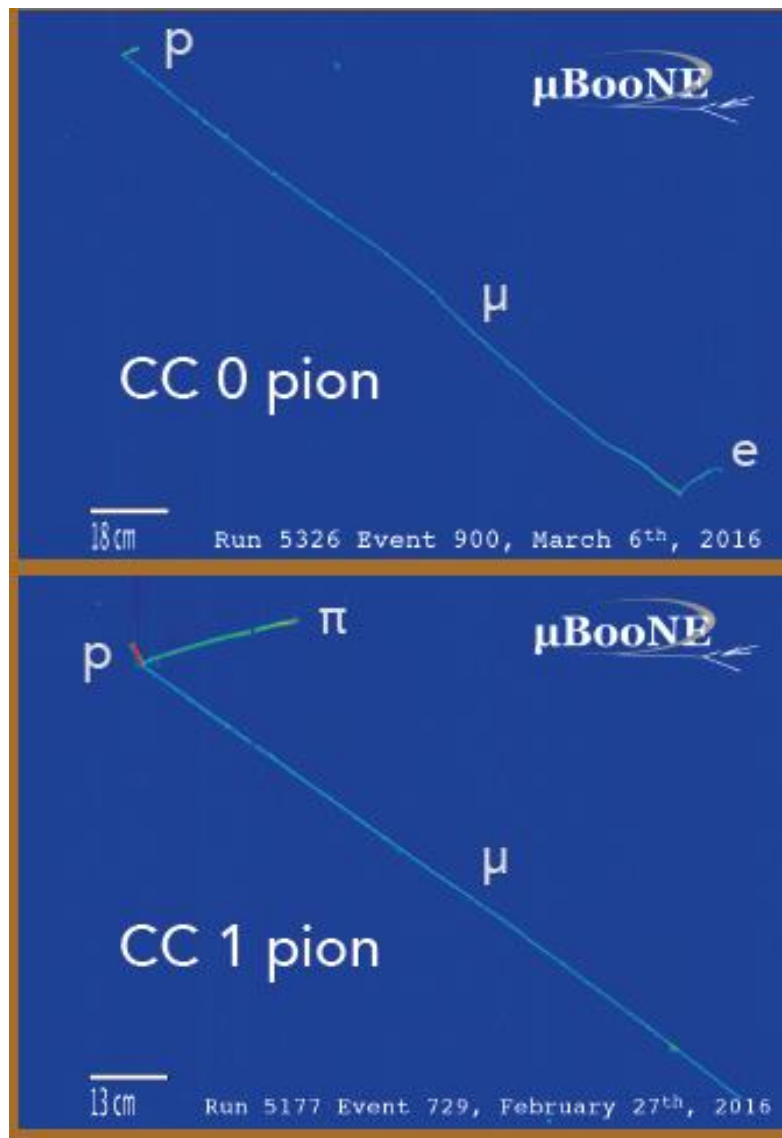 p
µBooNE
µ
CC 0 pion
e
18 cm
Run 5326 Event 900, March 6th, 2016
π
µBooNE
p
µ
CC 1 pion
13 cm
Run 5177 Event 729, February 27th, 2016